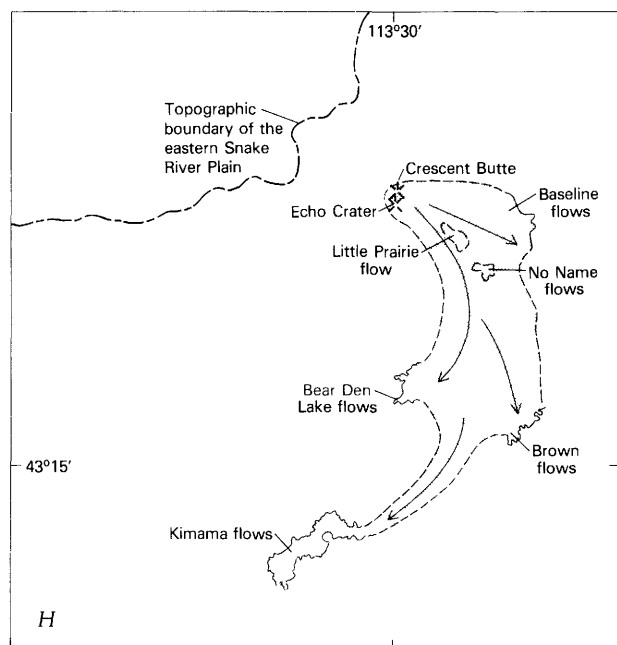 113°30'
Topographic
boundary of the
eastern Snake
River Plain
Crescent Butte
Echo Crater
Baseline
flows
Little Prairie
flow
No Name
flows
Bear Den
Lake flows
43°15'
Brown
flows
Kimama flows
H